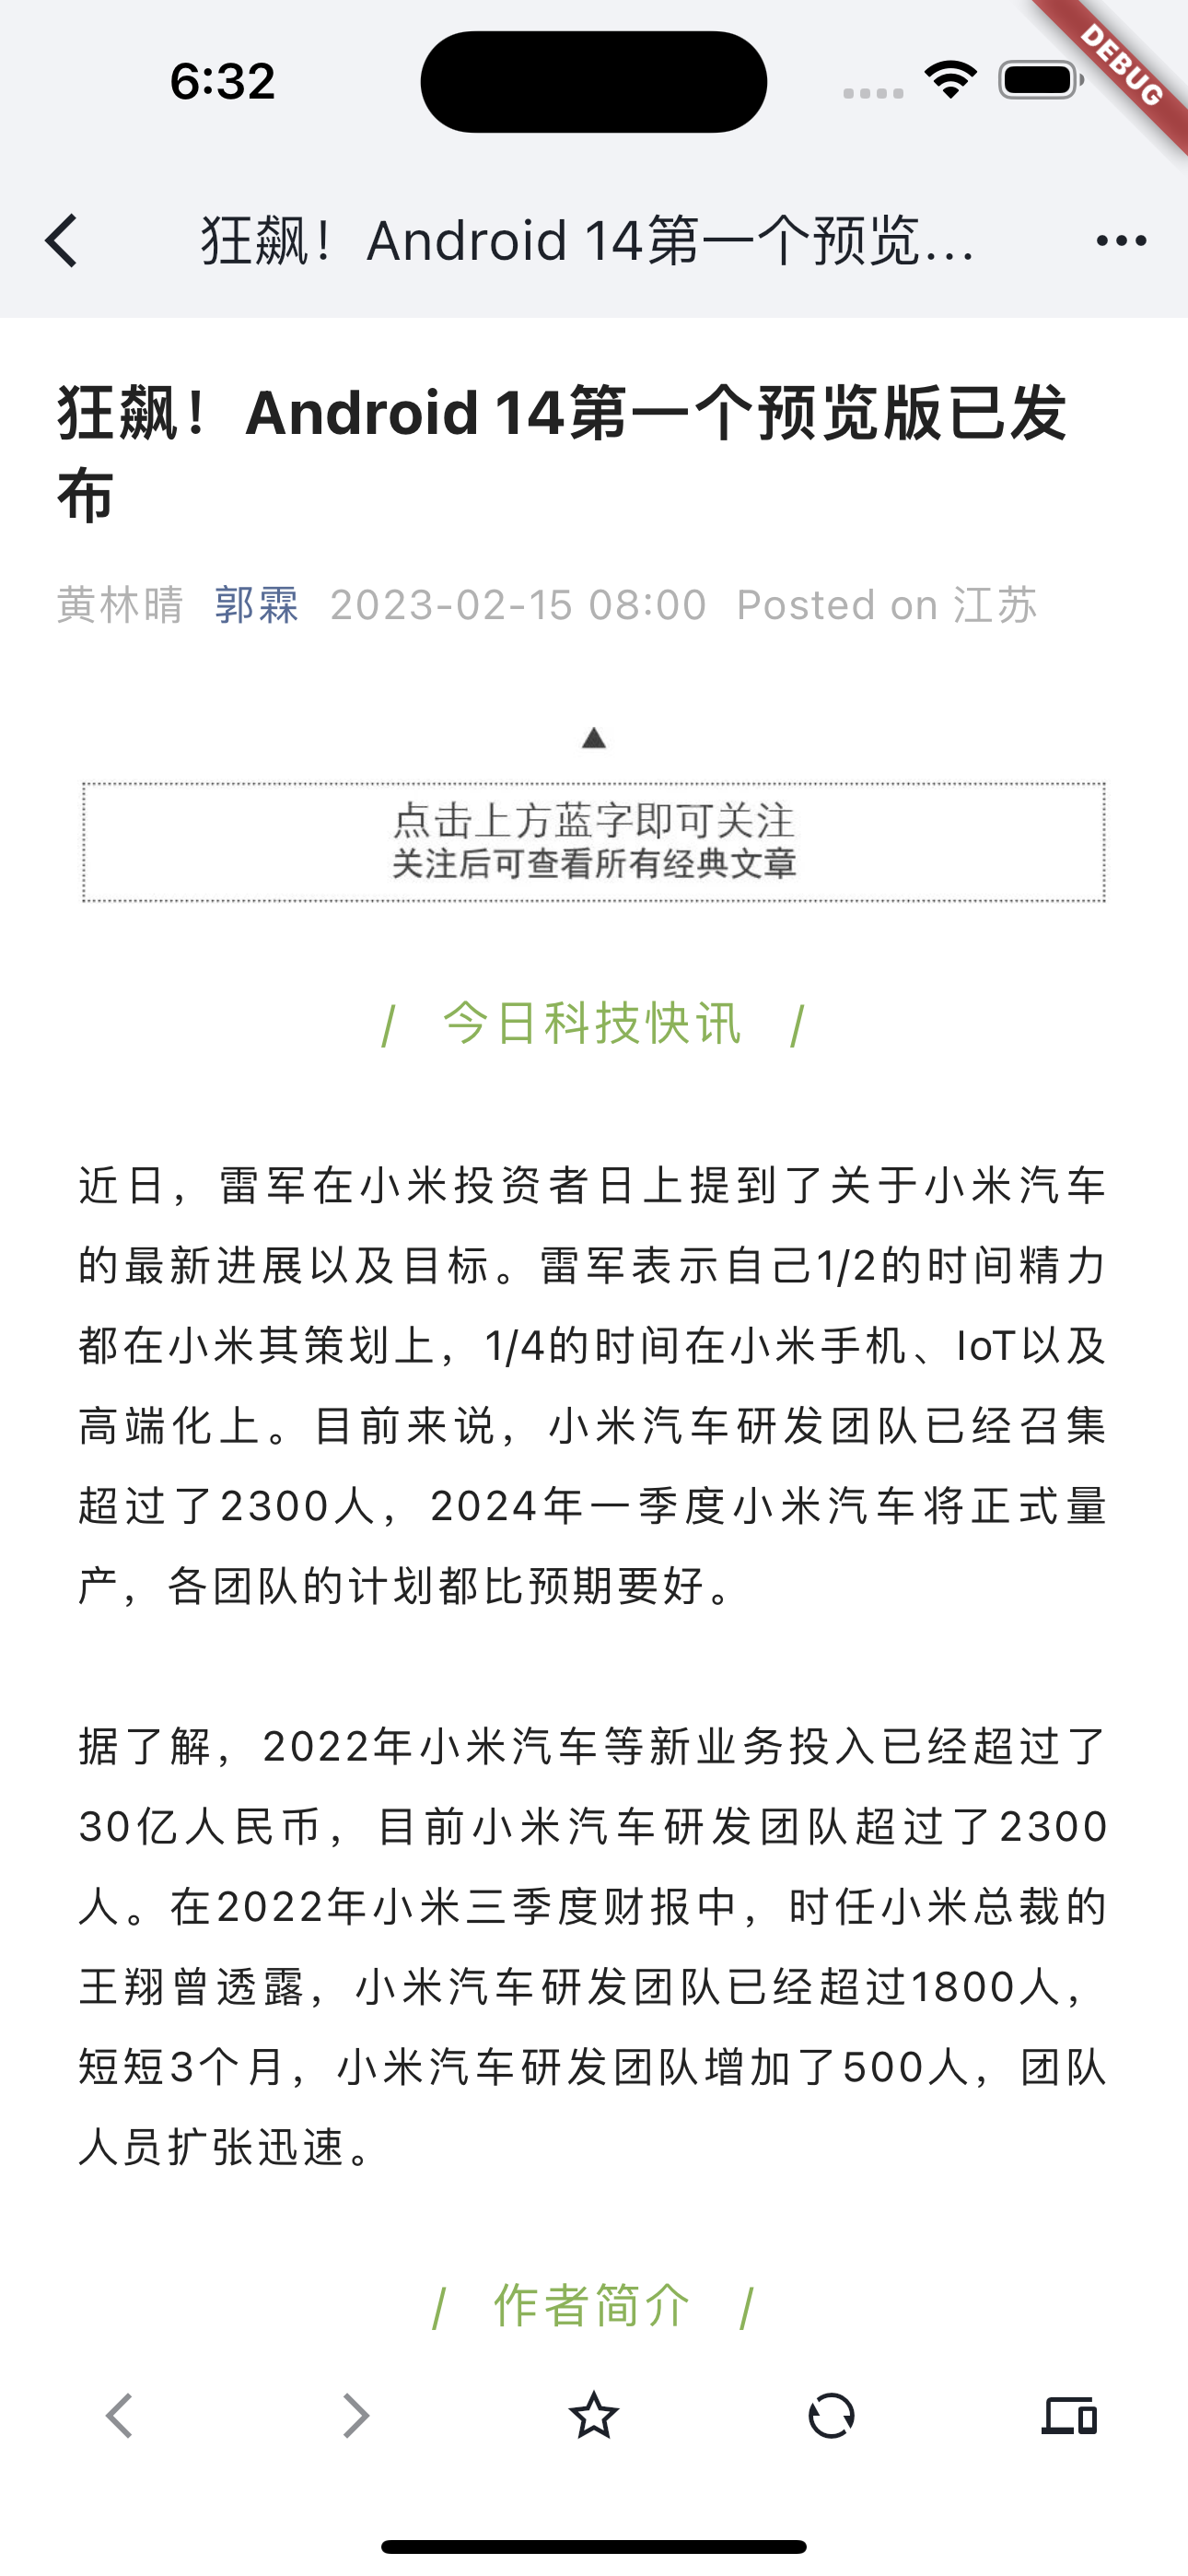 6:32
DEBUG
狂飙！Android 14第一个预览...
狂飙！Android 14第一个预览版已发
布
黄林晴 郭霖 2023-02-15 08:00 Posted on 江苏
▲
点击上方蓝字即可关注
关注后可查看所有经典文章
/ 今日科技快讯 /
近日，雷军在小米投资者日上提到了关于小米汽车
的最新进展以及目标。雷军表示自己1/2的时间精力
都在小米其策划上，1/4的时间在小米手机、IoT以及
高端化上。目前来说，小米汽车研发团队已经召集
超过了2300人，2024年一季度小米汽车将正式量
产，各团队的计划都比预期要好。
据了解，2022年小米汽车等新业务投入已经超过了
30亿人民币，目前小米汽车研发团队超过了2300
人。在2022年小米三季度财报中，时任小米总裁的
王翔曾透露，小米汽车研发团队已经超过1800人，
短短3个月，小米汽车研发团队增加了500人，团队
人员扩张迅速。
/ 作者简介 /